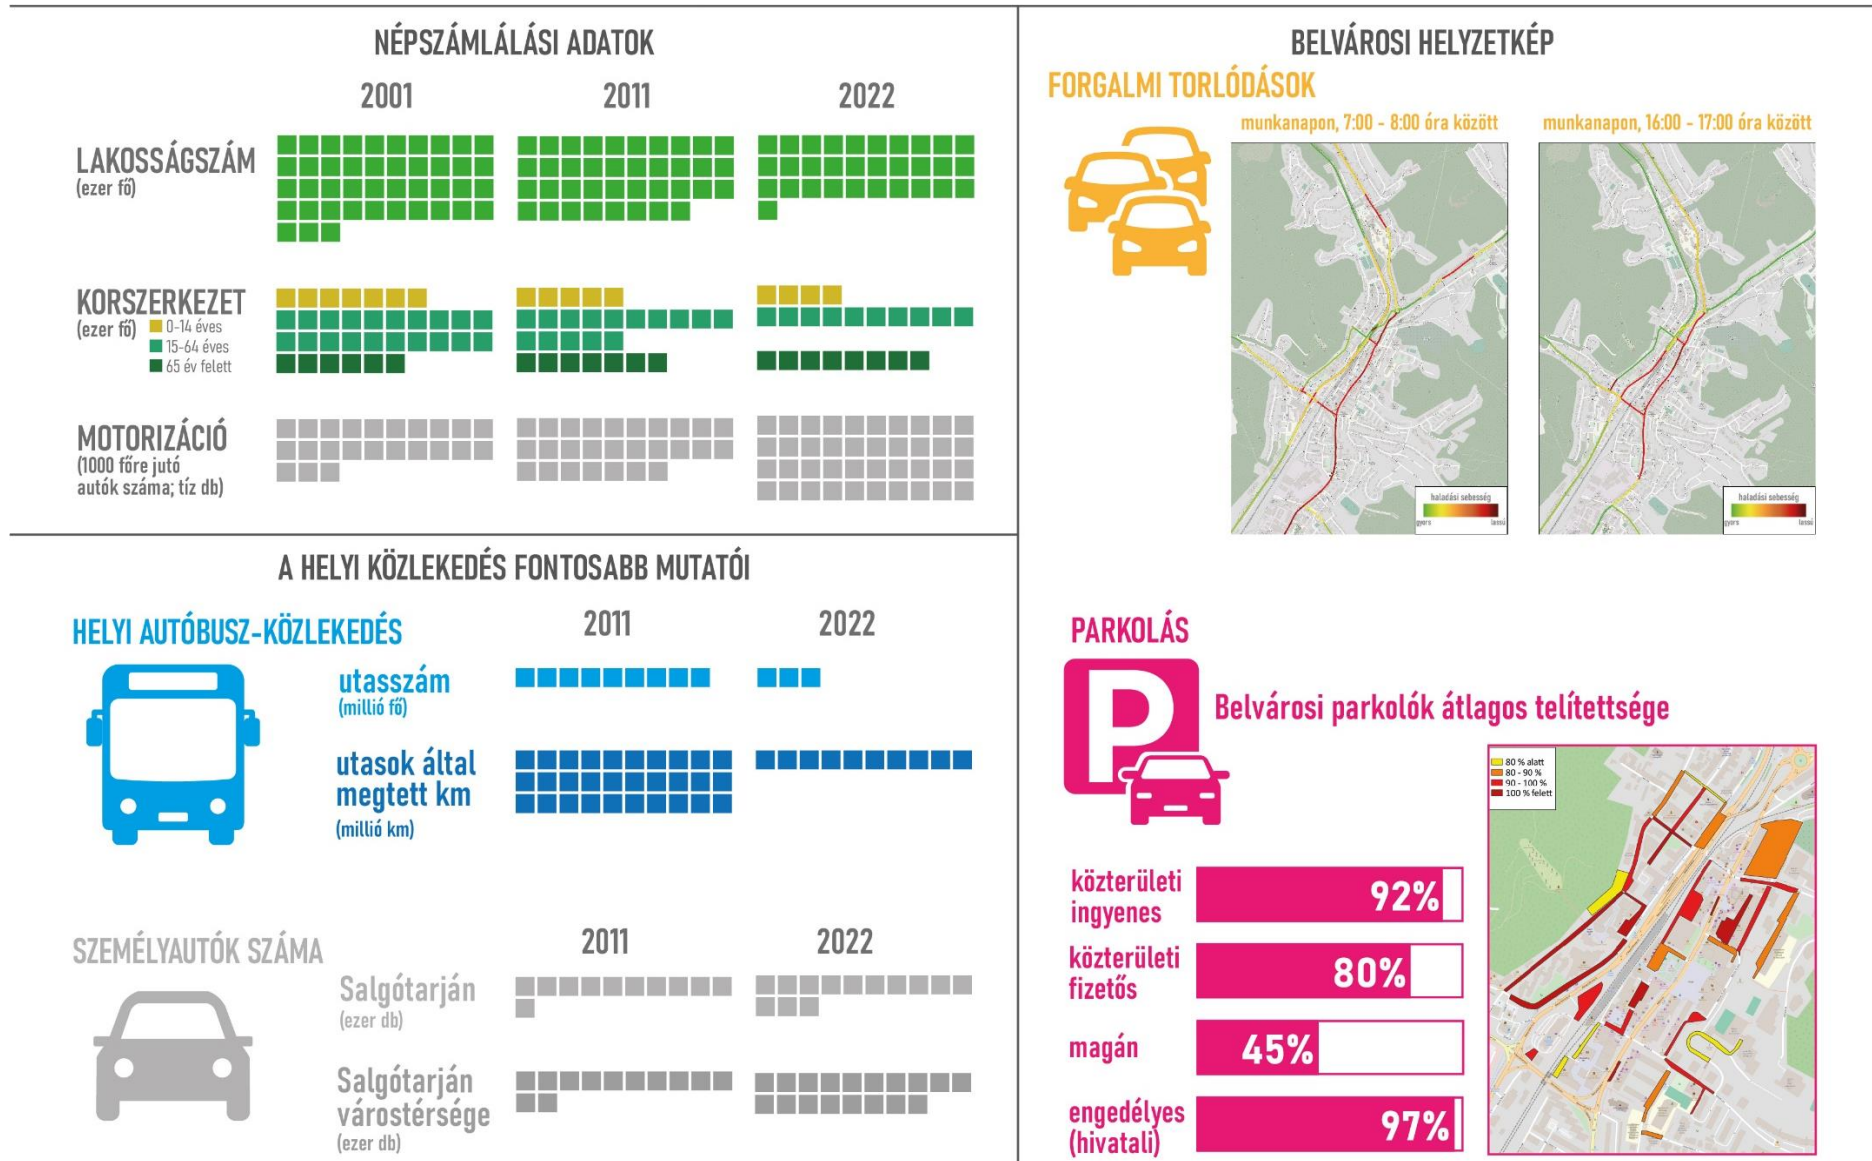 NÉPSZÁMLÁLÁSI ADATOK
2001
2011
2022
LAKOSSÁGSZÁM
(ezer fő)
KORSZERKEZET
(ezer fő)
0-14 éves
15-64 éves
65 év felett
MOTORIZÁCIÓ
(1000 főre jutó
autók száma; tíz db)
A HELYI KÖZLEKEDÉS FONTOSABB MUTATÓI
HELYI AUTÓBUSZ-KÖZLEKEDÉS
2011
2022
utasszám
(millió fő)
utasok által
megtett km
(millió km)
SZEMÉLYAUTÓK SZÁMA
2011
2022
Salgótarján
(ezer db)
Salgótarján
várostérsége
(ezer db)
BELVÁROSI HELYZETKÉP
FORGALMI TORLÓDÁSOK
munkanapon, 7:00 - 8:00 óra között
munkanapon, 16:00 - 17:00 óra között
haladási sebesség
gyors
lassú
haladási sebesség
gyors
lassú
PARKOLÁS
P
Belvárosi parkolók átlagos telítettsége
80 % alatt
80 - 90 %
90 - 100 %
100 % felett
közterületi
ingyenes
92%
közterületi
fizetős
80%
magán
45%
engedélyes
(hivatali)
97%